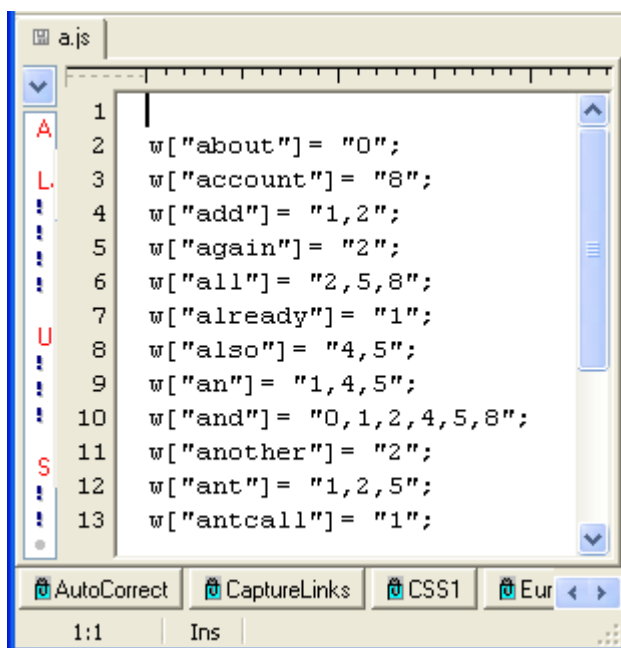 a.js
1
2 w["about"]= "0";
3 w["account"]= "8";
4 w["add"]= "1,2";
5 w["again"]= "2";
6 w["all"]= "2,5,8";
7 w["already"]= "1";
8 w["also"]= "4,5";
9 w["an"]= "1,4,5";
10 w["and"]= "0,1,2,4,5,8";
11 w["another"]= "2";
12 w["ant"]= "1,2,5";
13 w["antcall"]= "1";
A
L
U
S
AutoCorrect CaptureLinks CSS1 Eur
1:1 Ins